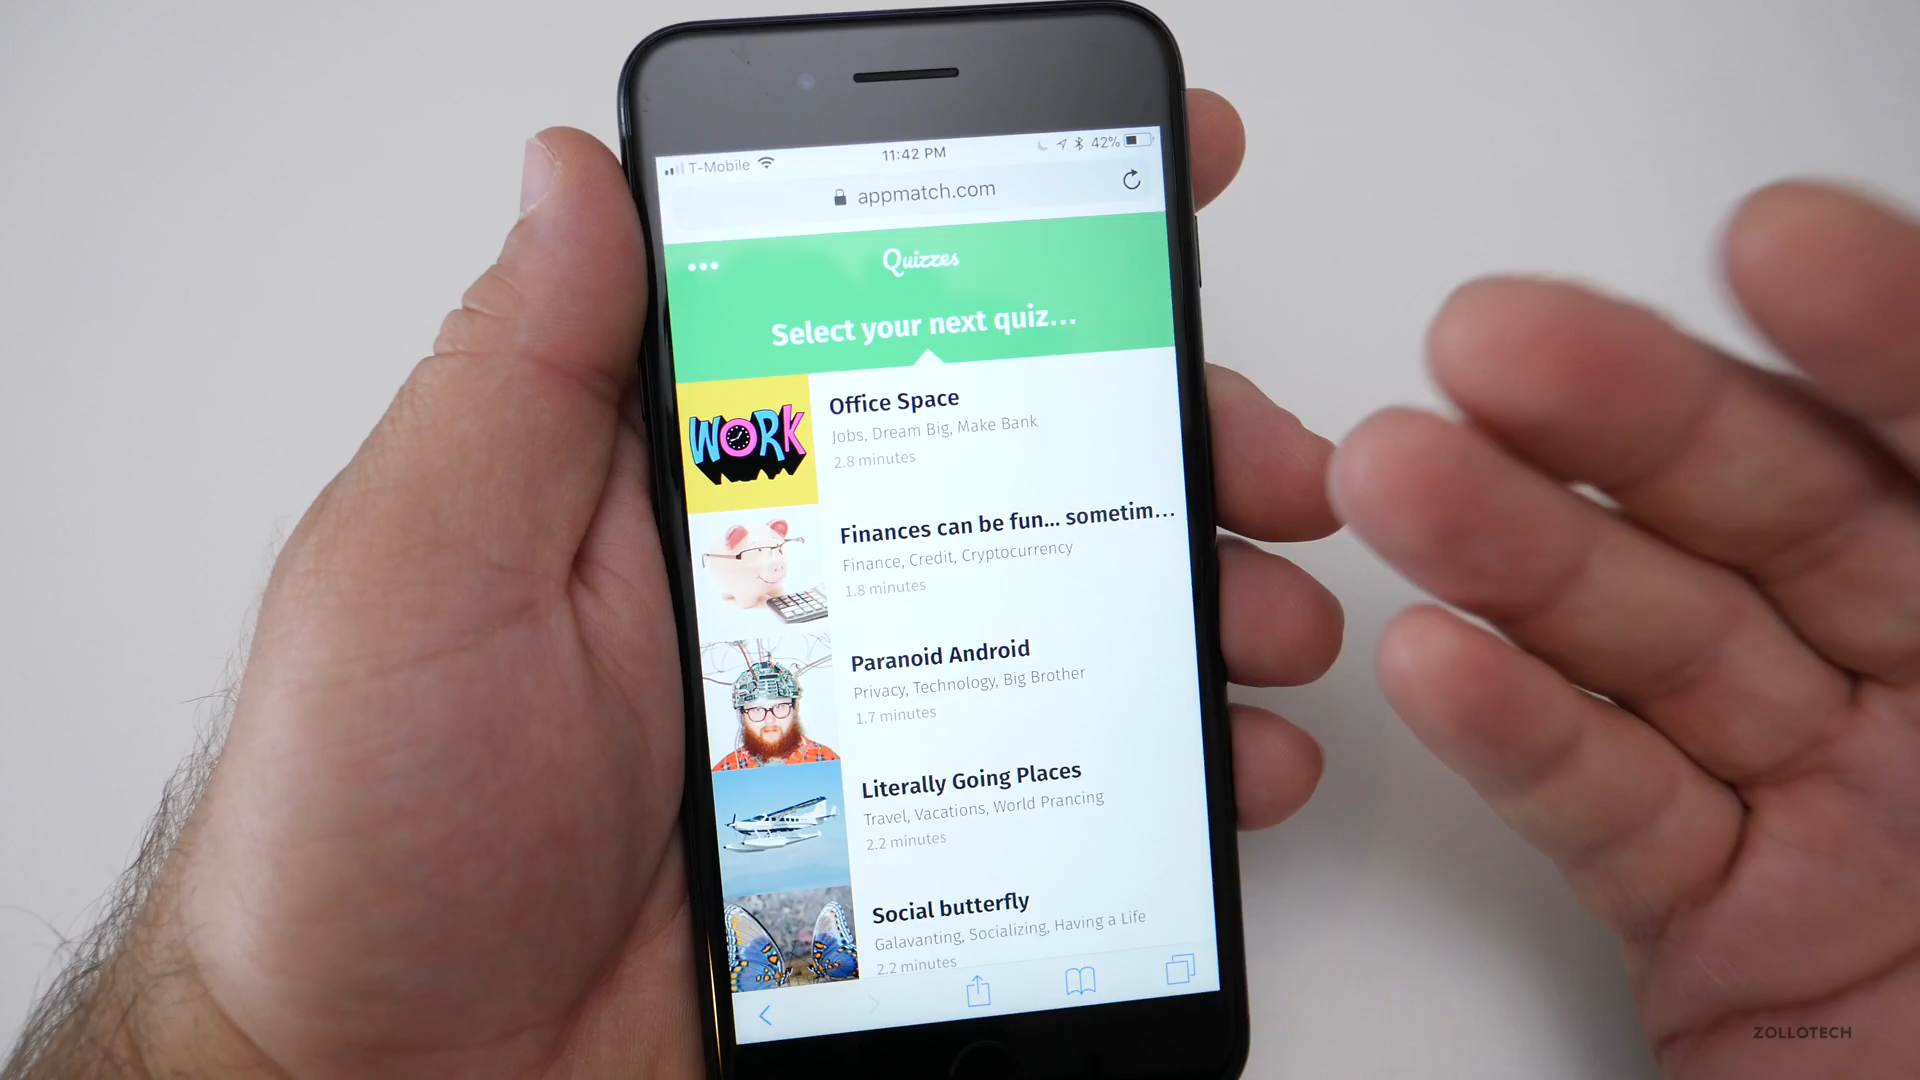 T-Mobile 11:42 PM 42%
appmatch.com
Quizzes
Select your next quiz...
WORK
Office Space
Jobs, Dream Big, Make Bank
2.8 minutes
Finances can be fun... sometim...
Finance, Credit, Cryptocurrency
1.8 minutes
Paranoid Android
Privacy, Technology, Big Brother
1.7 minutes
Literally Going Places
Travel, Vacations, World Prancing
2.2 minutes
Social butterfly
Galavanting, Socializing, Having a Life
2.2 minutes
ZOLLOTECH